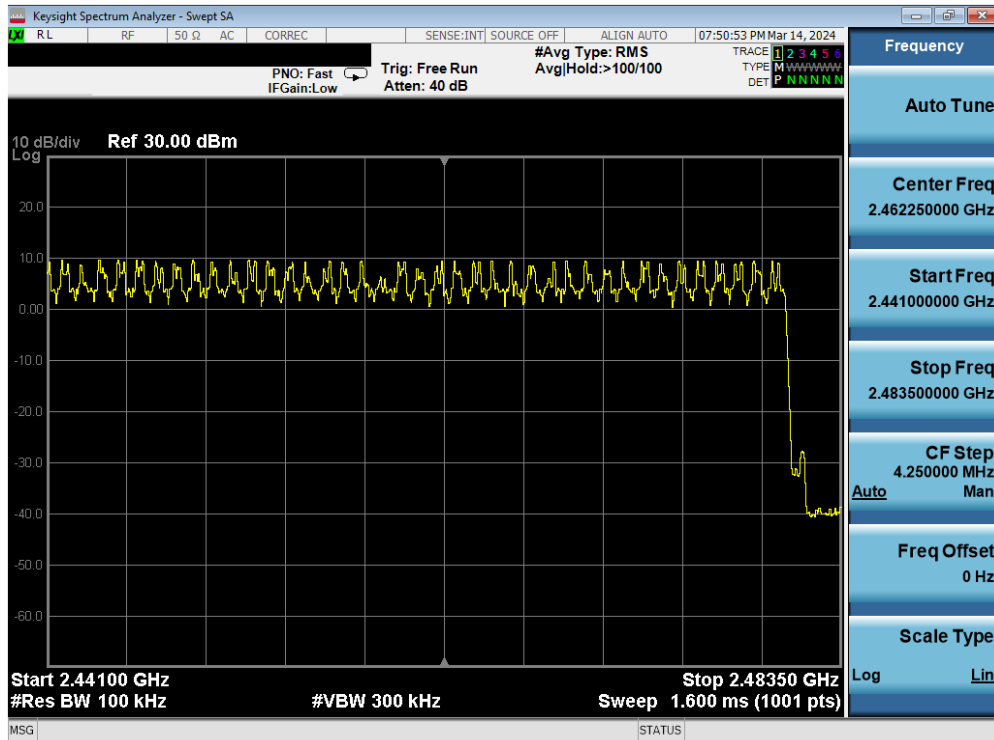 Keysight Spectrum Analyzer - Swept SA
LXI RL RF 50 Ω AC CORREC SENSE:INT SOURCE OFF ALIGN AUTO 07:50:53 PM Mar 14, 2024
PNO: Fast Trig: Free Run #Avg Type: RMS TRACE 1 2 3 4 5 6
IFGain:Low Atten: 40 dB Avg|Hold:>100/100 TYPE M WWWWW
DET P N N N N N
10 dB/div Ref 30.00 dBm
Log
20.0
10.0
0.00
-10.0
-20.0
-30.0
-40.0
-50.0
-60.0
Start 2.44100 GHz Stop 2.48350 GHz
#Res BW 100 kHz #VBW 300 kHz Sweep 1.600 ms (1001 pts)
MSG STATUS
Frequency
Auto Tune
Center Freq
2.462250000 GHz
Start Freq
2.441000000 GHz
Stop Freq
2.483500000 GHz
CF Step
4.250000 MHz
Auto Man
Freq Offset
0 Hz
Scale Type
Log Lin